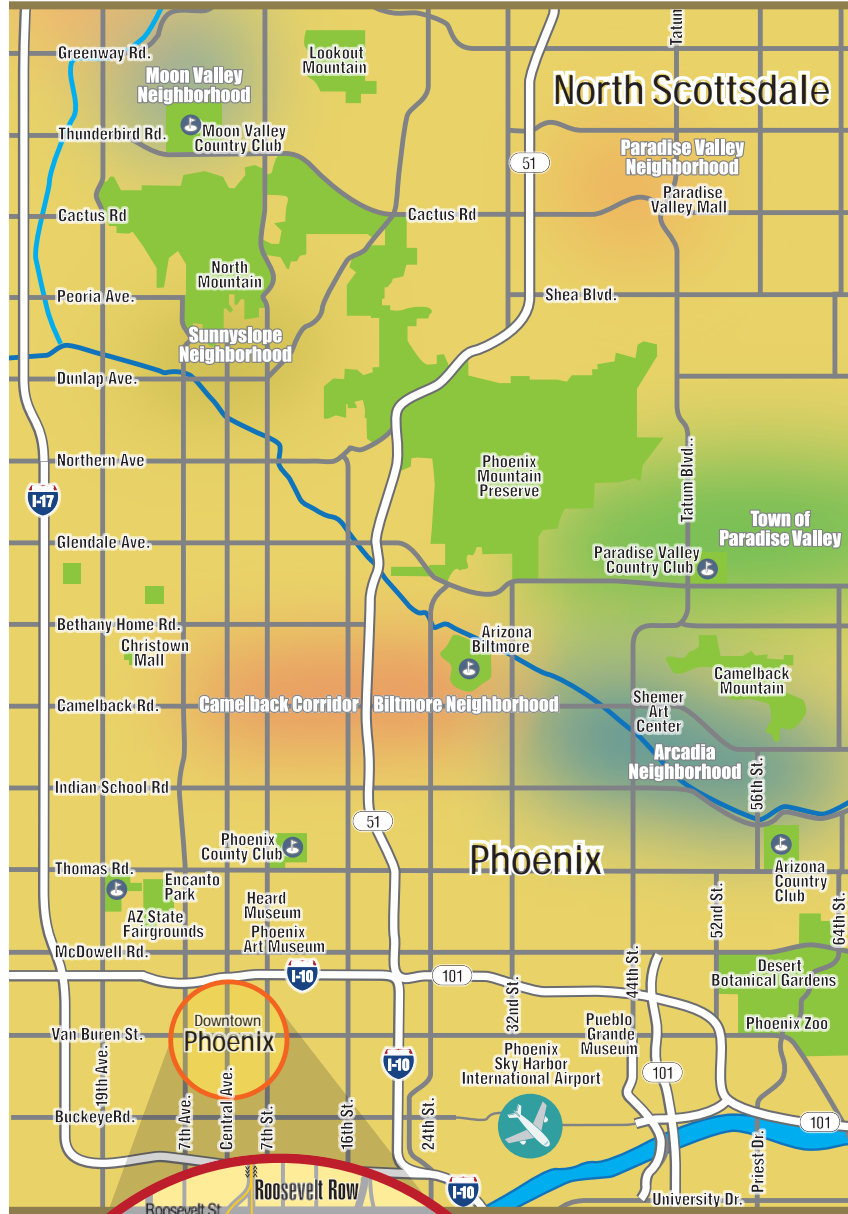 Tatum
Greenway Rd.
Lookout
Mountain
Moon Valley
Neighborhood
North Scottsdale
Thunderbird Rd.
Moon Valley
Country Club
51
Paradise Valley
Neighborhood
Paradise
Valley Mall
Cactus Rd
Cactus Rd
North
Mountain
Peoria Ave.
Shea Blvd.
Sunnyslope
Neighborhood
Dunlap Ave.
Northern Ave
Phoenix
Mountain
Preserve
Tatum Blvd..
I-17
Town of
Paradise Valley
Glendale Ave.
Paradise Valley
Country Club
Bethany Home Rd.
Christown
Mall
Arizona
Biltmore
Camelback
Mountain
Camelback Rd.
Camelback Corridor
Biltmore Neighborhood
Shemer
Art
Center
Arcadia
Neighborhood
56th St.
Indian School Rd
51
Phoenix
County Club
Phoenix
Thomas Rd.
Encanto
Park
Arizona
Country
Club
AZ State
Fairgrounds
Heard
Museum
Phoenix
Art Museum
52nd St.
64th St.
McDowell Rd.
I-10
101
32nd St.
44th St.
Desert
Botanical Gardens
Downtown
Phoenix
Van Buren St.
Pueblo
Grande
Museum
Phoenix Zoo
I-10
Phoenix
Sky Harbor
International Airport
101
19th Ave.
BuckeyeRd.
7th Ave.
Central Ave.
7th St.
16th St.
24th St.
101
Priest Dr.
Roosevelt Row
I-10
University Dr.
Roosevelt St